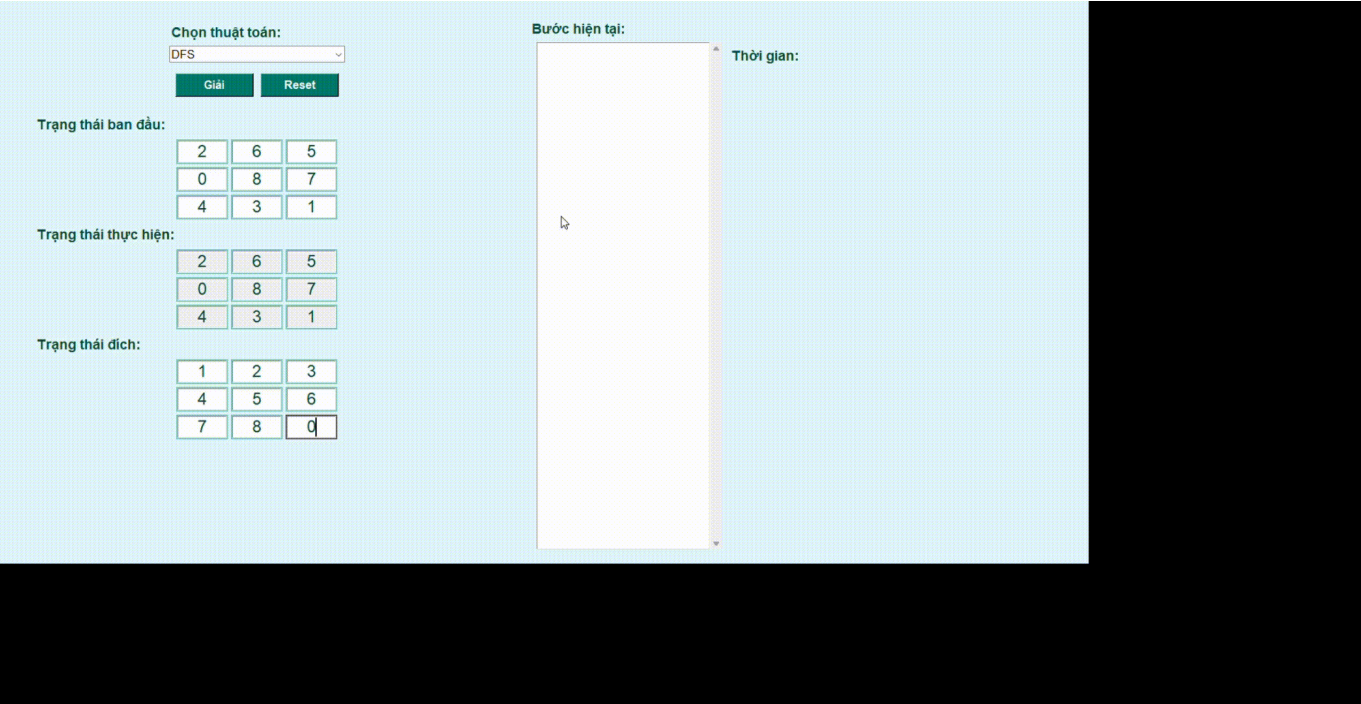 Chọn thuật toán:
DFS
Giải
Reset
Trạng thái ban đầu:
2 6 5
0 8 7
4 3 1
Trạng thái thực hiện:
2 6 5
0 8 7
4 3 1
Trạng thái đích:
1 2 3
4 5 6
7 8 0
Bước hiện tại:
Thời gian: